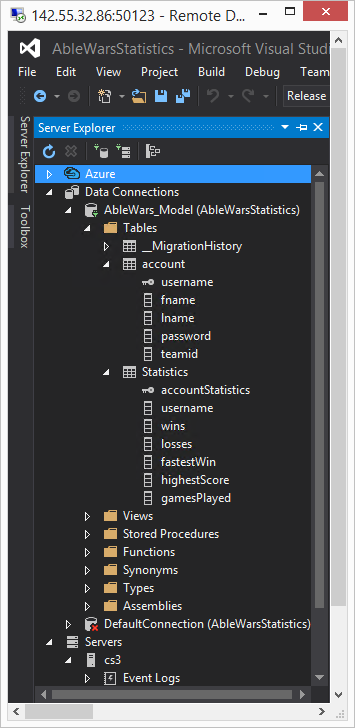 142.55.32.86:50123 - Remote D...
AbleWarsStatistics - Microsoft Visual Studi
File Edit View Project Build Debug Team
Release
Server Explorer
Toolbox
Server Explorer
Azure
Data Connections
AbleWars_Model (AbleWarsStatistics)
Tables
__MigrationHistory
account
username
fname
lname
password
teamid
Statistics
accountStatistics
username
wins
losses
fastestWin
highestScore
gamesPlayed
Views
Stored Procedures
Functions
Synonyms
Types
Assemblies
DefaultConnection (AbleWarsStatistics)
Servers
cs3
Event Logs